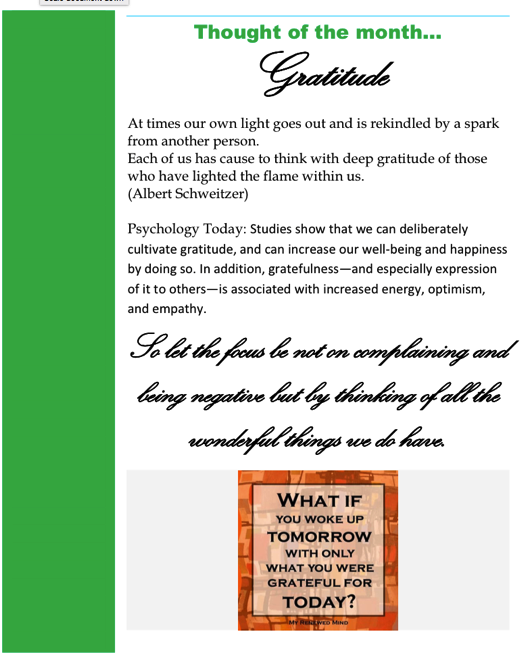 Thought of the month...
Gratitude
At times our own light goes out and is rekindled by a spark
from another person.
Each of us has cause to think with deep gratitude of those
who have lighted the flame within us.
(Albert Schweitzer)
Psychology Today: Studies show that we can deliberately
cultivate gratitude, and can increase our well-being and happiness
by doing so. In addition, gratefulness—and especially expression
of it to others—is associated with increased energy, optimism,
and empathy.
So let the focus be not on complaining and
being negative but by thinking of all the
wonderful things we do have.
WHAT IF
YOU WOKE UP
TOMORROW
WITH ONLY
WHAT YOU WERE
GRATEFUL FOR
TODAY?
MY RENEWED MIND